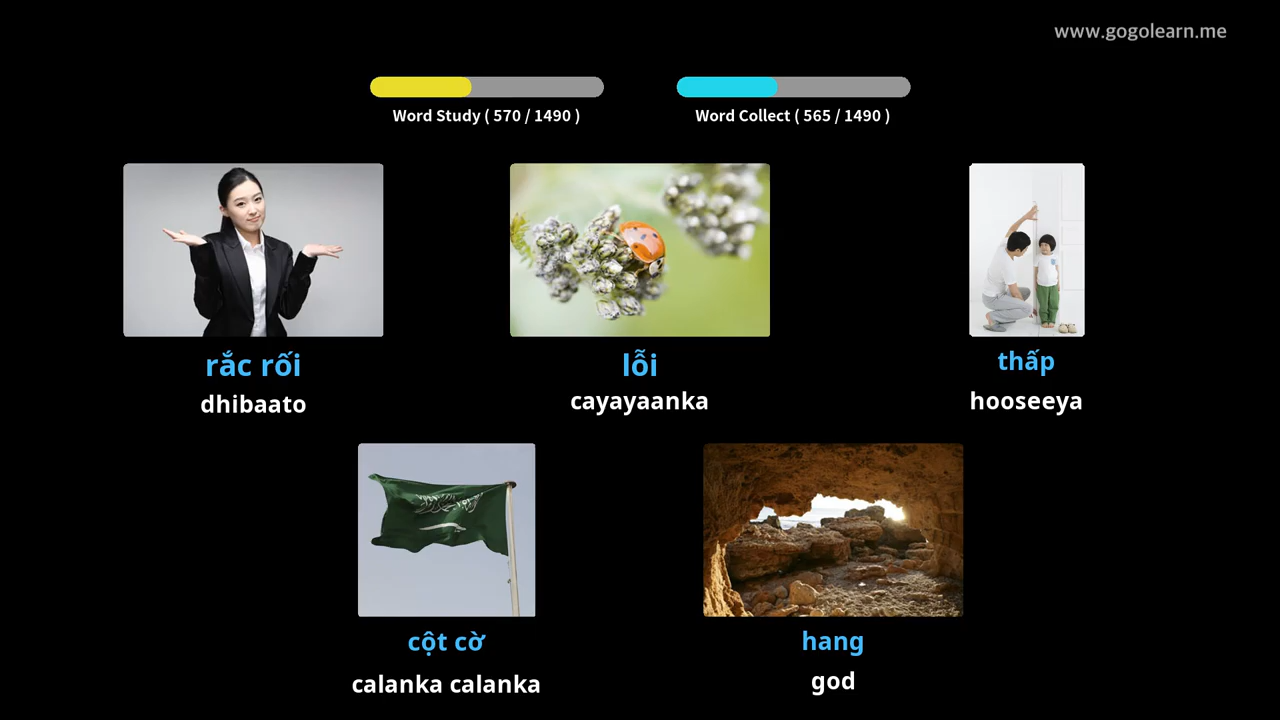 www.gogolearn.me
Word Study ( 570 / 1490 )
Word Collect ( 565 / 1490 )
rắc rối
dhibaato
lỗi
cayayaanka
thấp
hooseeya
cột cờ
calanka calanka
hang
god